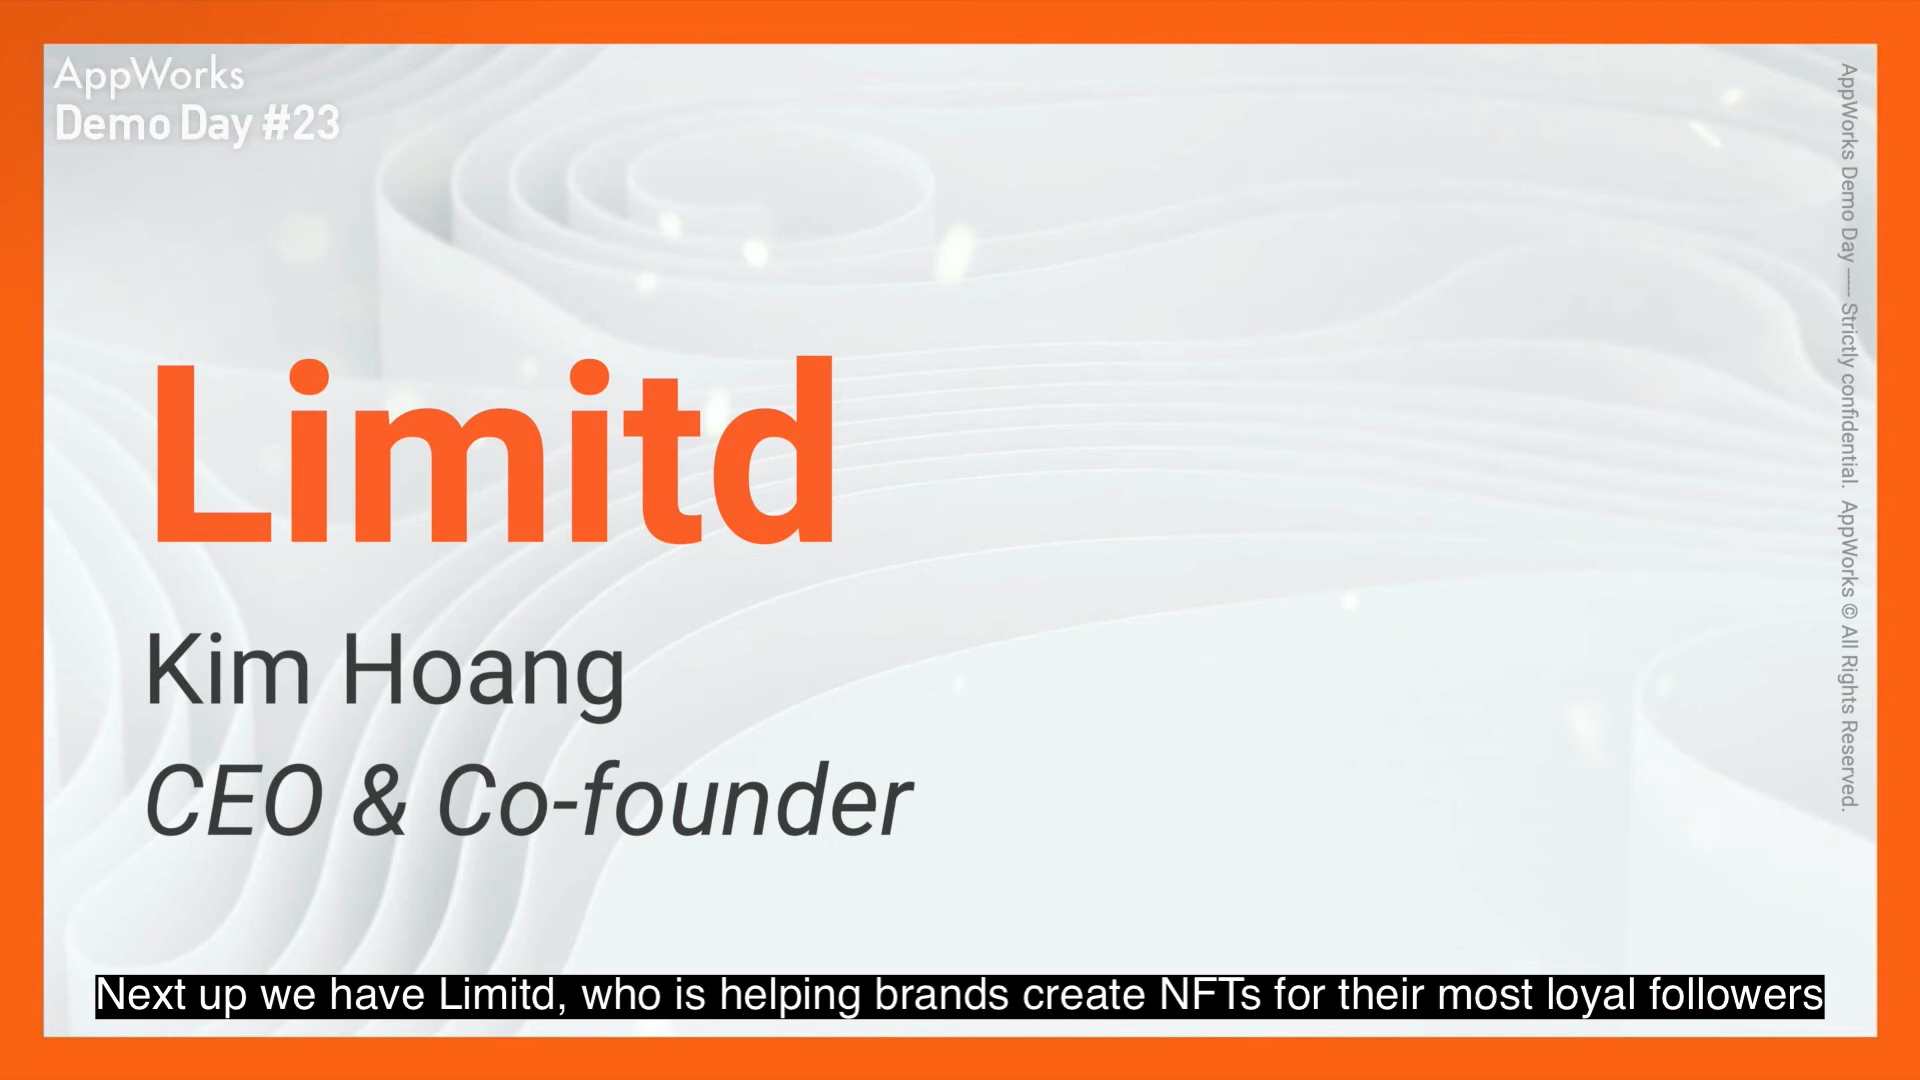 AppWorks
Demo Day #23
Limitd
Kim Hoang
CEO & Co-founder
Next up we have Limitd, who is helping brands create NFTs for their most loyal followers
AppWorks Demo Day — Strictly confidential. AppWorks © All Rights Reserved.